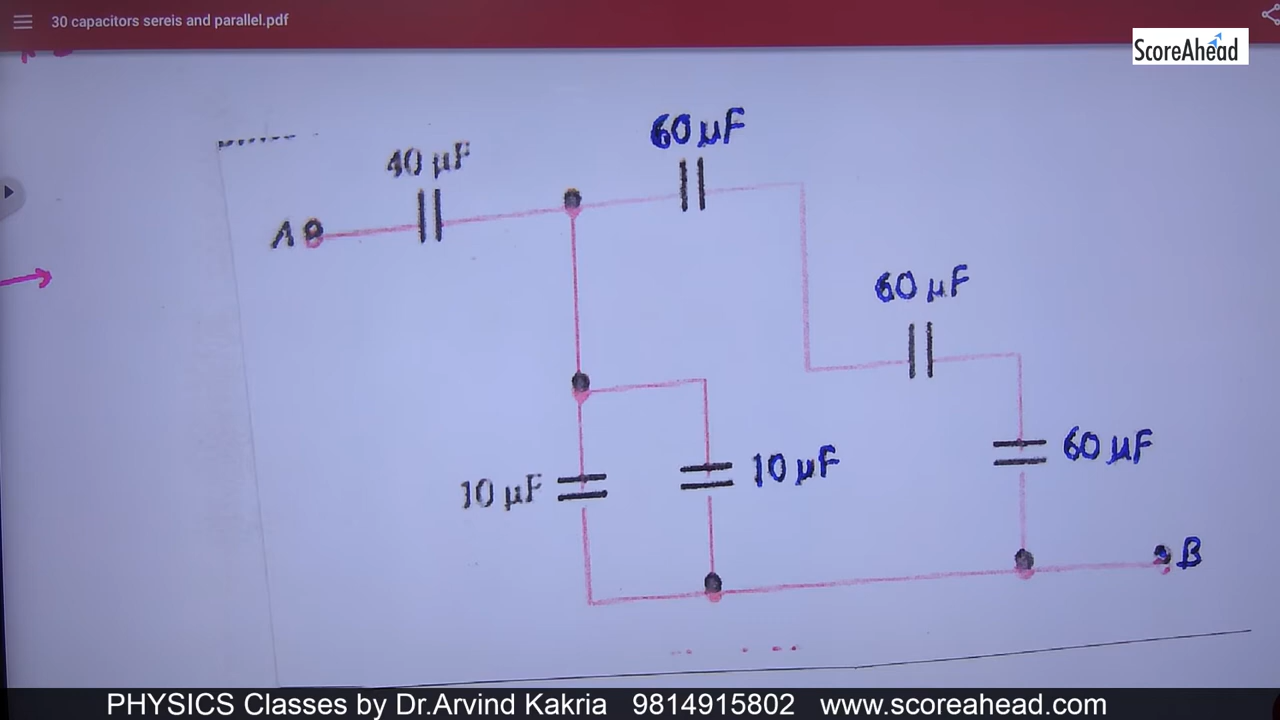 30 capacitors sereis and parallel.pdf
ScoreAhead
60 µF
40 µF
A
60 µF
10 µF
10 µF
60 µF
B
PHYSICS Classes by Dr.Arvind Kakria 9814915802 www.scoreahead.com